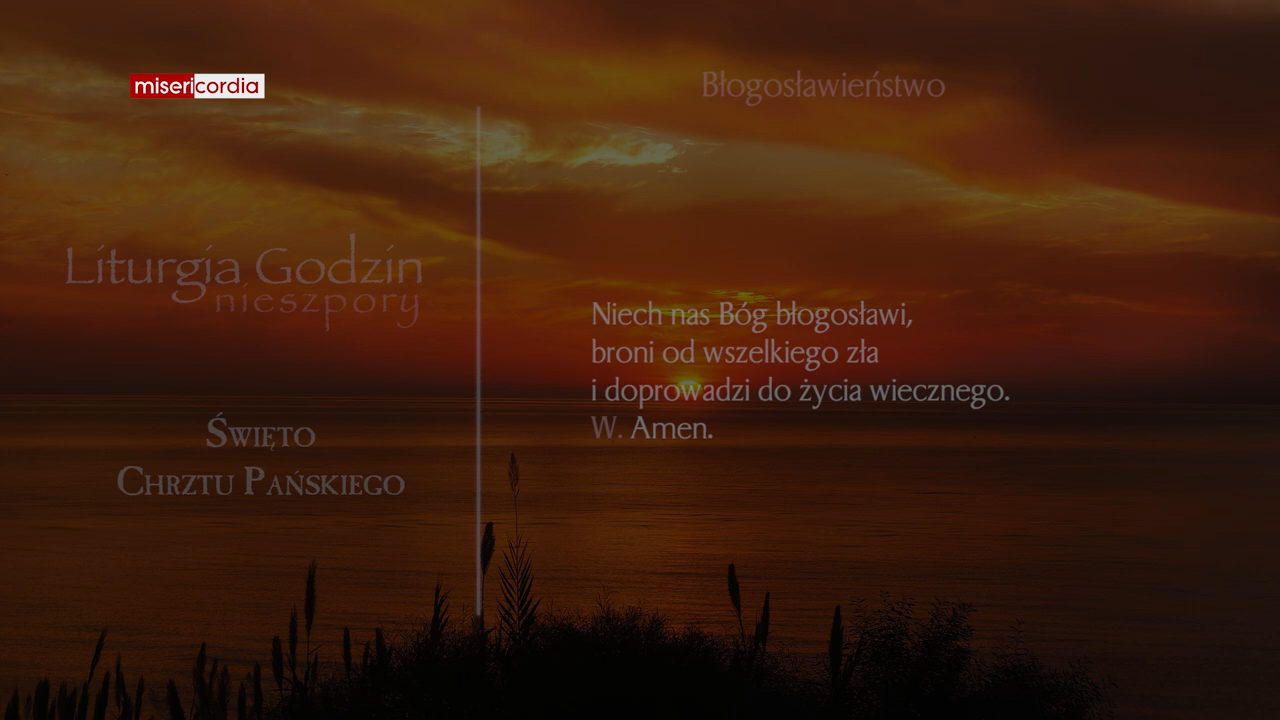 misericordia
Błogosławieństwo
Liturgia Godzin
nieszpory
Święto
Chrztu Pańskiego
Niech nas Bóg błogosławi,
broni od wszelkiego zła
i doprowadzi do życia wiecznego.
W. Amen.